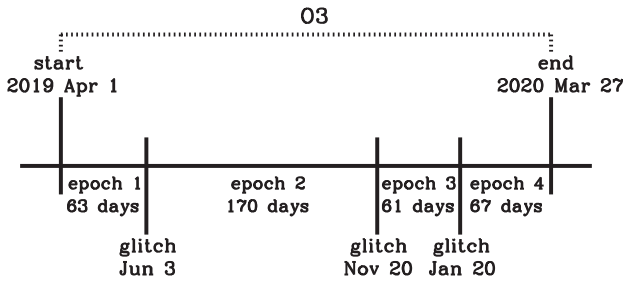 O3
start
2019 Apr 1
end
2020 Mar 27
epoch 1
63 days
epoch 2
170 days
epoch 3
61 days
epoch 4
67 days
glitch
Jun 3
glitch
Nov 20
glitch
Jan 20